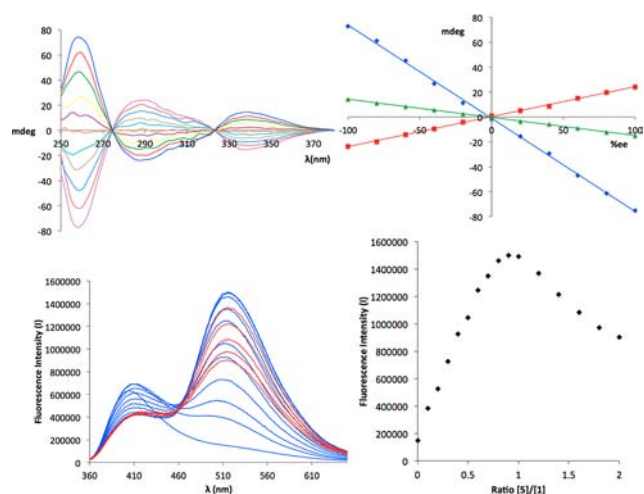 80
60
40
20
mdeg 0
250 270 290 310 330 350 370
-20
λ(nm)
-40
-60
-80
80
mdeg
60
40
20
0
-100 -50 0 50 100
-20
%ee
-40
-60
-80
Fluorescence Intensity (I)
1600000
1400000
1200000
1000000
800000
600000
400000
200000
0
360 410 460 510 560 610
λ (nm)
Fluorescence Intensity (I)
1600000
1400000
1200000
1000000
800000
600000
400000
200000
0
0 0.5 1 1.5 2
Ratio [5]/[1]